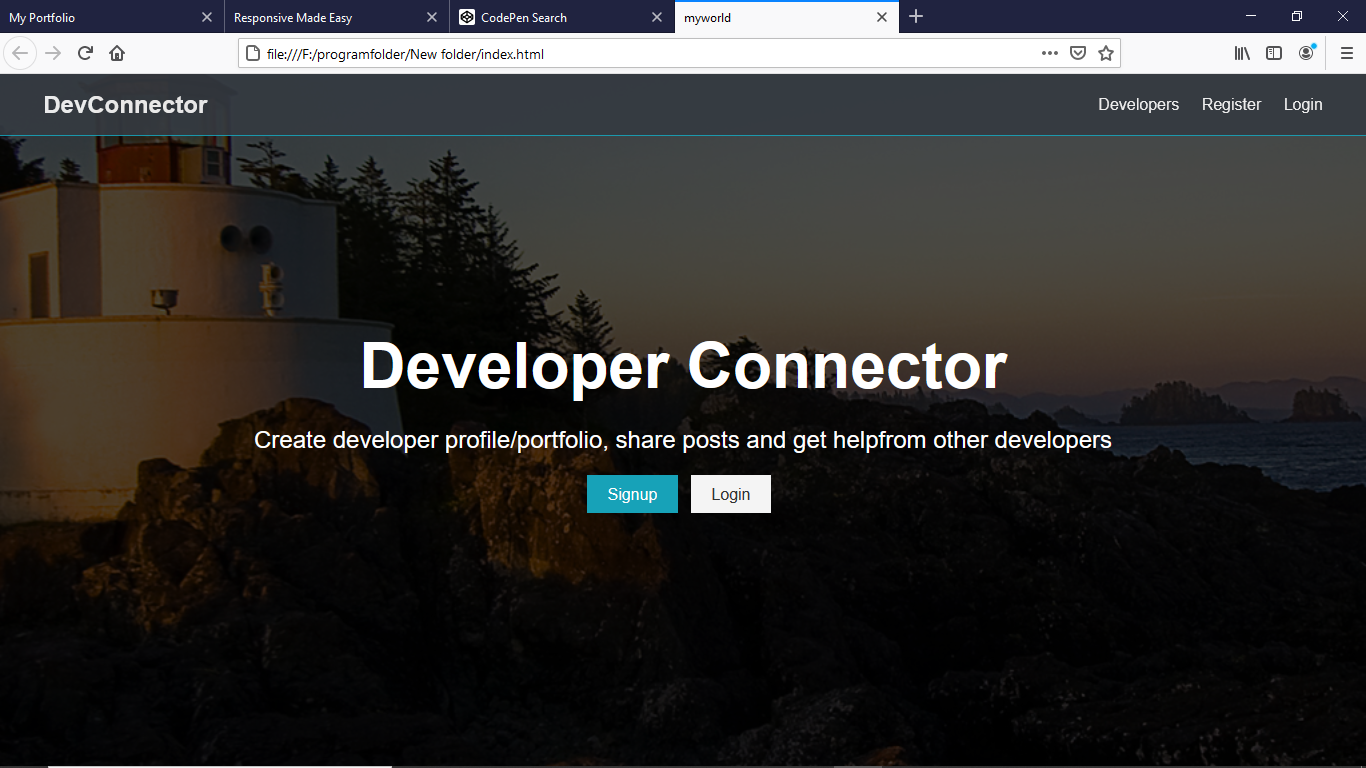 My Portfolio Responsive Made Easy CodePen Search myworld
file:///F:/programfolder/New folder/index.html
DevConnector Developers Register Login
Developer Connector
Create developer profile/portfolio, share posts and get helpfrom other developers
Signup Login